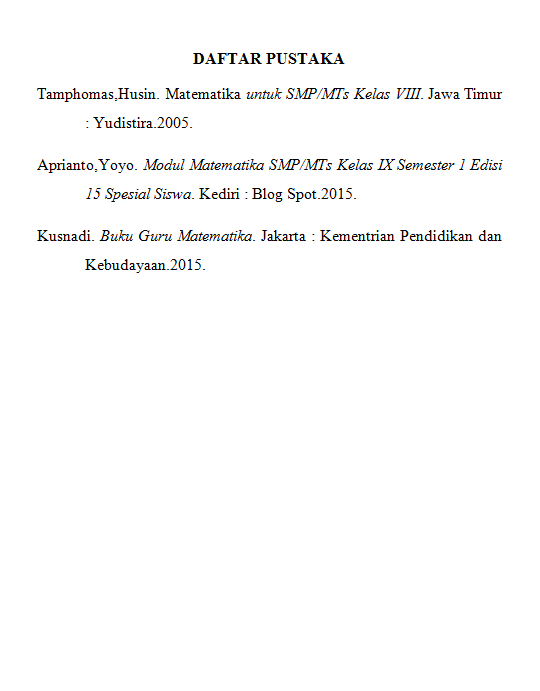 DAFTAR PUSTAKA
Tamphomas,Husin. Matematika untuk SMP/MTs Kelas VIII. Jawa Timur
: Yudistira.2005.
Aprianto,Yoyo. Modul Matematika SMP/MTs Kelas IX Semester 1 Edisi
15 Spesial Siswa. Kediri : Blog Spot.2015.
Kusnadi. Buku Guru Matematika. Jakarta : Kementrian Pendidikan dan
Kebudayaan.2015.